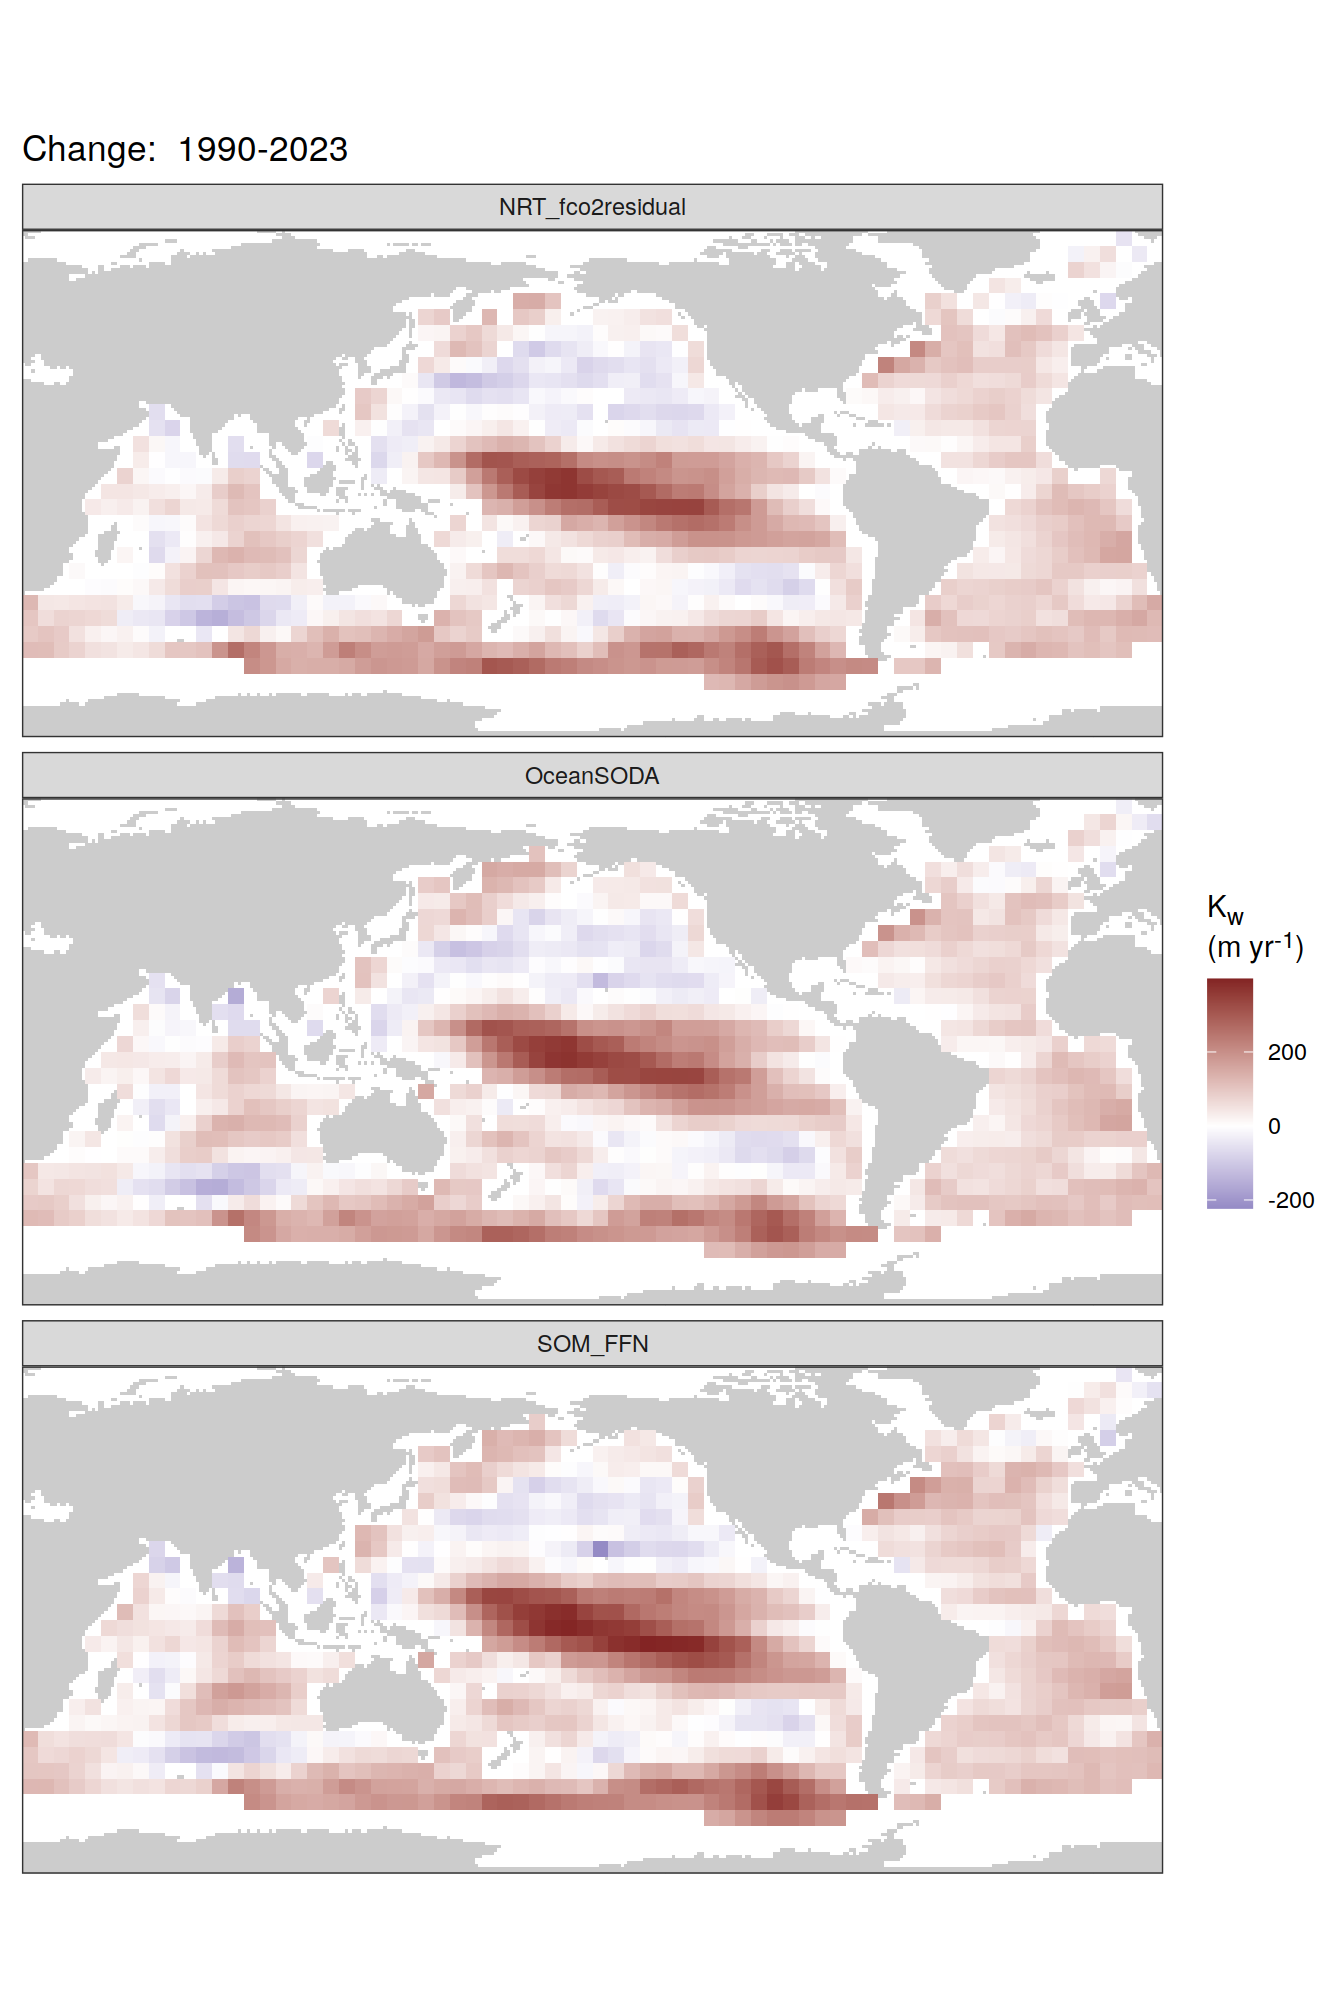 Change: 1990-2023
NRT_fco2residual
OceanSODA
SOM_FFN
Kw
(m yr-1)
200
0
-200